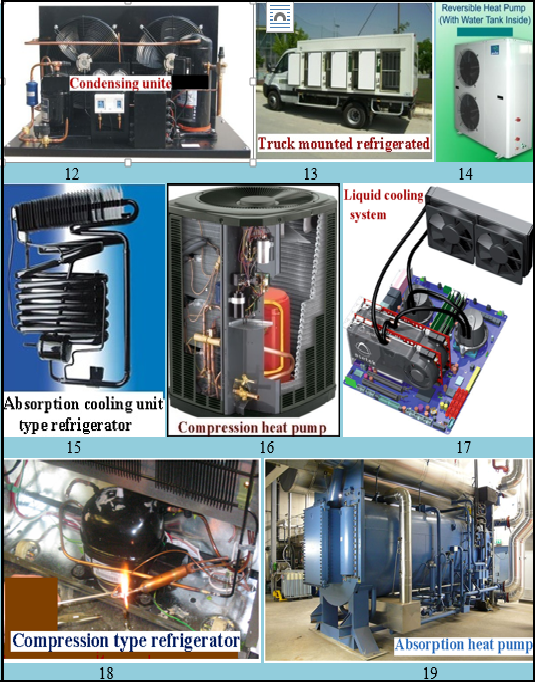 Condensing unite
Truck mounted refrigerated
Reversible Heat Pump
(With Water Tank Inside)
12
13
14
Absorption cooling unit
type refrigerator
Compression heat pump
Liquid cooling
system
15
16
17
Compression type refrigerator
Absorption heat pump
18
19